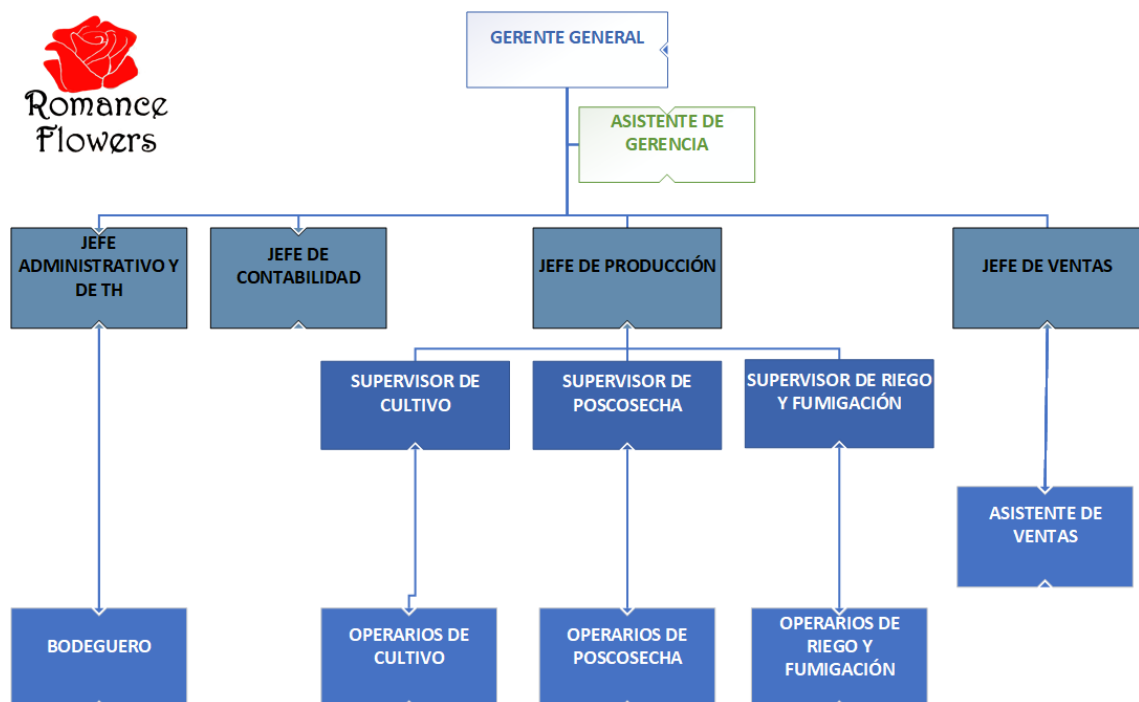 Romance
Flowers
GERENTE GENERAL
ASISTENTE DE
GERENCIA
JEFE
ADMINISTRATIVO Y
DE TH
JEFE DE
CONTABILIDAD
JEFE DE PRODUCCIÓN
JEFE DE VENTAS
SUPERVISOR DE
CULTIVO
SUPERVISOR DE
POSCOSECHA
SUPERVISOR DE RIEGO
Y FUMIGACIÓN
ASISTENTE DE
VENTAS
BODEGUERO
OPERARIOS DE
CULTIVO
OPERARIOS DE
POSCOSECHA
OPERARIOS DE
RIEGO Y
FUMIGACIÓN